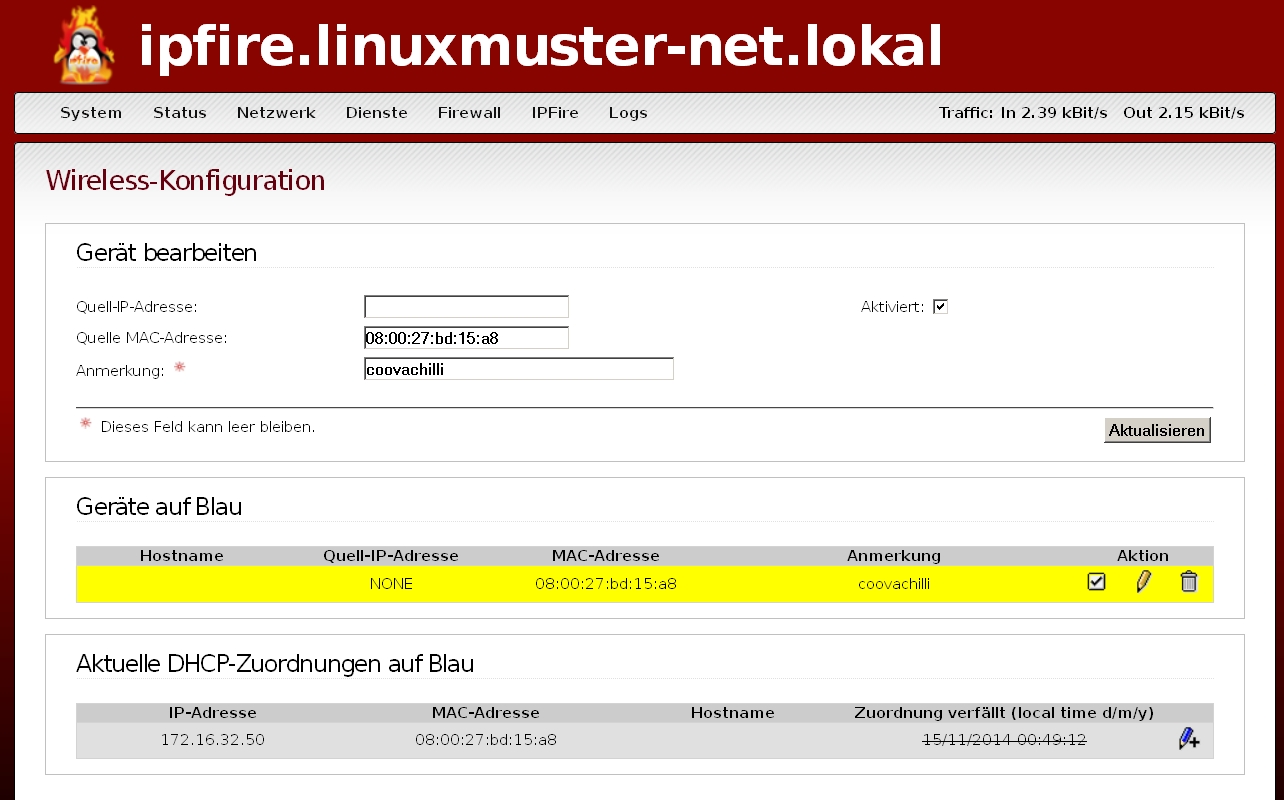 ipfire.linuxmuster-net.lokal
System Status Netzwerk Dienste Firewall IPFire Logs Traffic: In 2.39 kBit/s Out 2.15 kBit/s
Wireless-Konfiguration
Gerät bearbeiten
Quell-IP-Adresse: Aktiviert:
Quelle MAC-Adresse: 08:00:27:bd:15:a8
Anmerkung: coovachilli
Dieses Feld kann leer bleiben. Aktualisieren
Geräte auf Blau
Hostname Quell-IP-Adresse MAC-Adresse Anmerkung Aktion
NONE 08:00:27:bd:15:a8 coovachilli
Aktuelle DHCP-Zuordnungen auf Blau
IP-Adresse MAC-Adresse Hostname Zuordnung verfällt (local time d/m/y)
172.16.32.50 08:00:27:bd:15:a8 15/11/2014 00:49:12